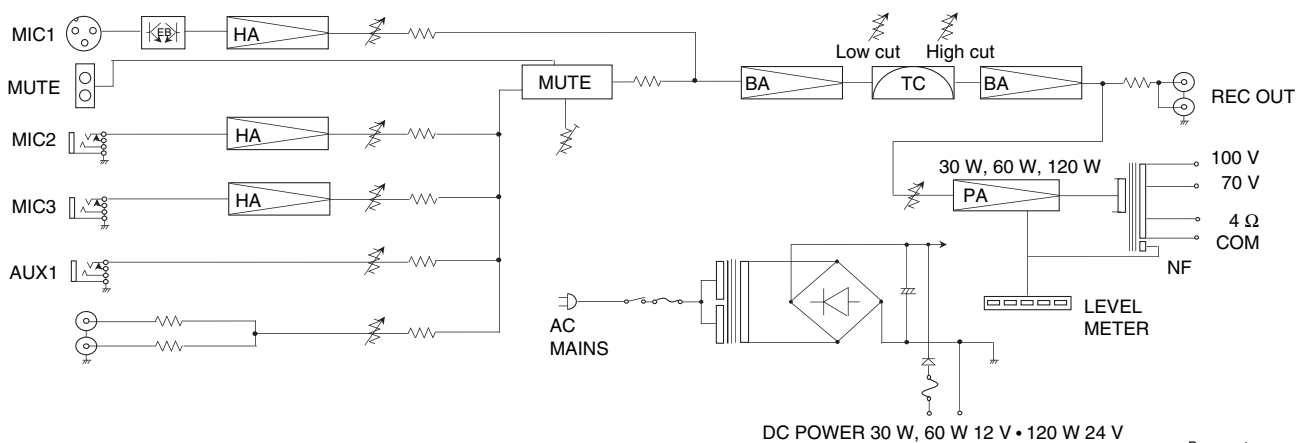 MIC1
EB
HA
Low cut
High cut
MUTE
MUTE
BA
TC
BA
REC OUT
MIC2
HA
30 W, 60 W, 120 W
100 V
70 V
MIC3
HA
PA
4 Ω
COM
AUX1
NF
AC
MAINS
LEVEL
METER
DC POWER 30 W, 60 W 12 V • 120 W 24 V